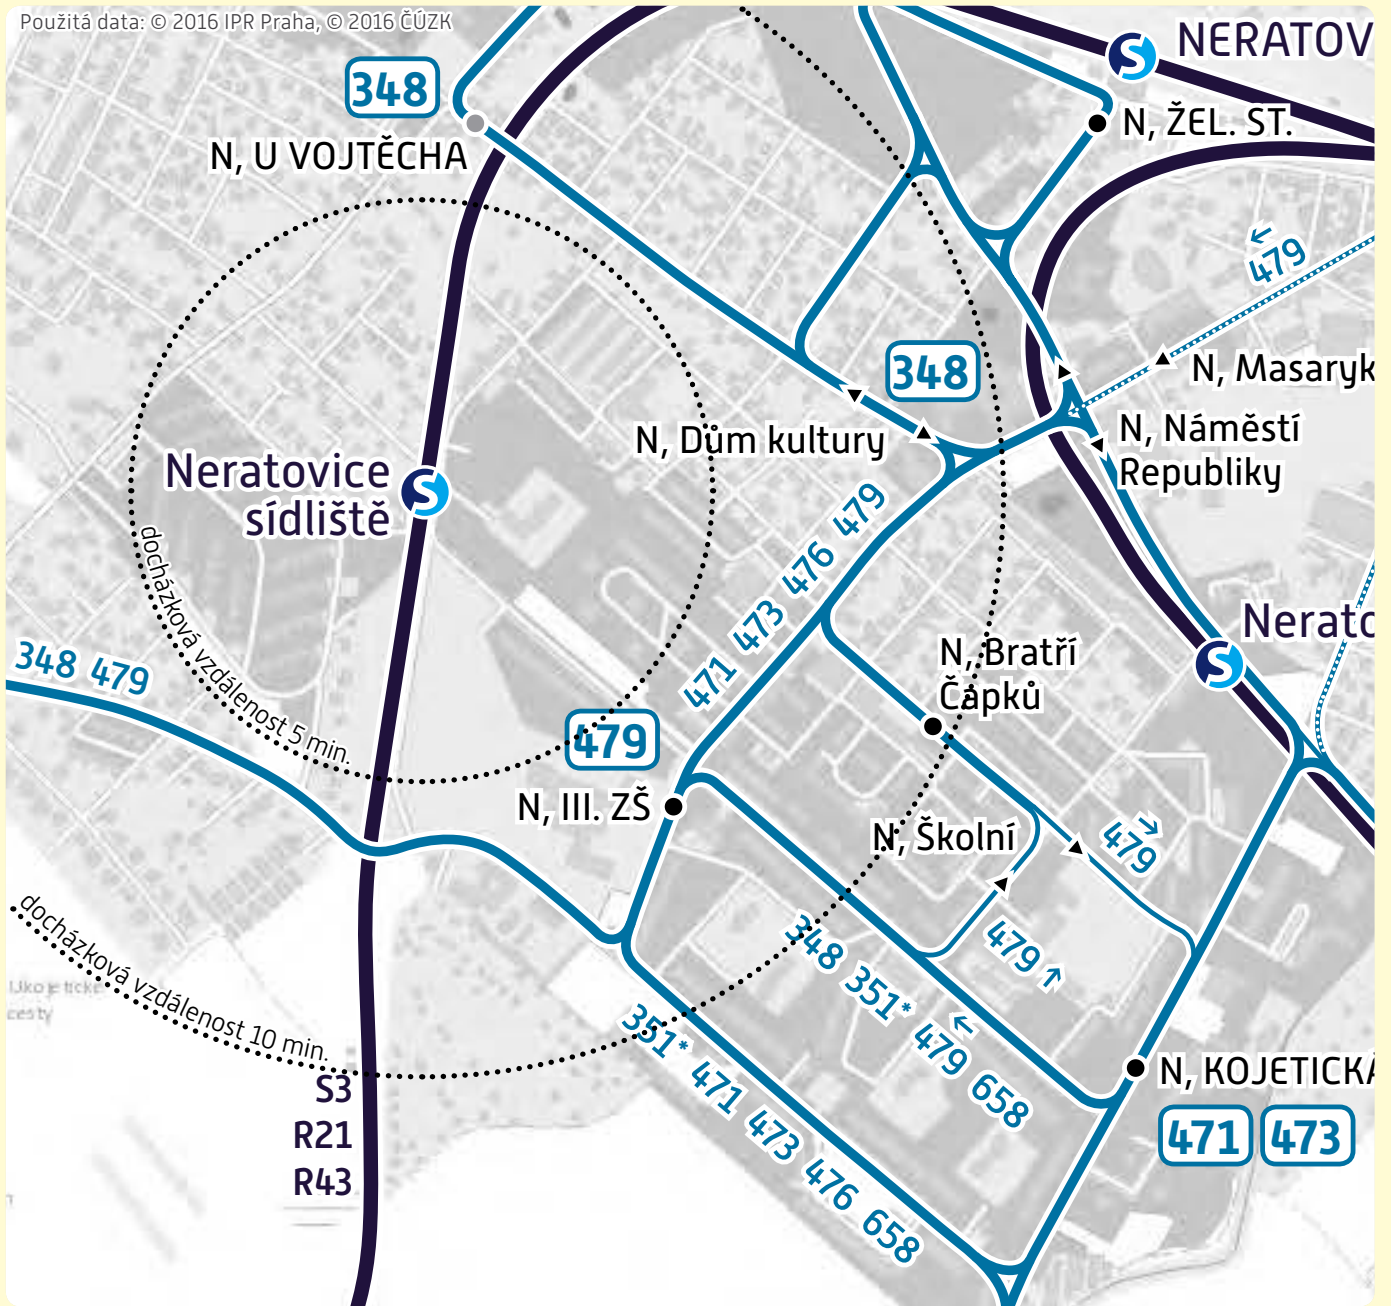 Použitá data: © 2016 IPR Praha, © 2016 ČÚZK
NERATOV
348
N, U VOJTĚCHA
N, ŽEL. ST.
←
479
348
N, Masaryk
N, Dům kultury
N, Náměstí
Republiky
Neratovice
sídliště
471 473 476 479
docházková vzdálenost 5 min.
348 479
Nerato
N, Bratří
Čapků
479
N, III. ZŠ
N, Školní
→
479
docházková vzdálenost 10 min.
479 →
348 351* 479 658
←
351* 471 473 476 658
S3
R21
R43
N, KOJETICKÁ
471 473
cesty